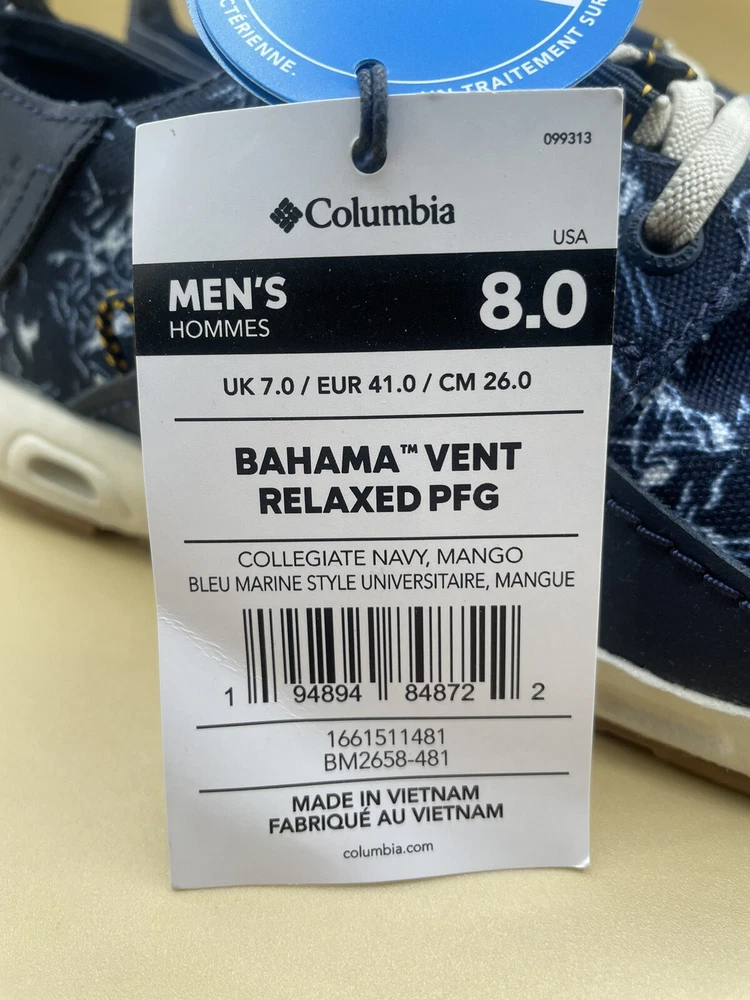 CTÉRIENNE.
UN TRAITEMENT SUR
099313
Columbia
USA
MEN'S
HOMMES
8.0
UK 7.0 / EUR 41.0 / CM 26.0
BAHAMA™ VENT
RELAXED PFG
COLLEGIATE NAVY, MANGO
BLEU MARINE STYLE UNIVERSITAIRE, MANGUE
1 94894 84872 2
1661511481
BM2658-481
MADE IN VIETNAM
FABRIQUÉ AU VIETNAM
columbia.com